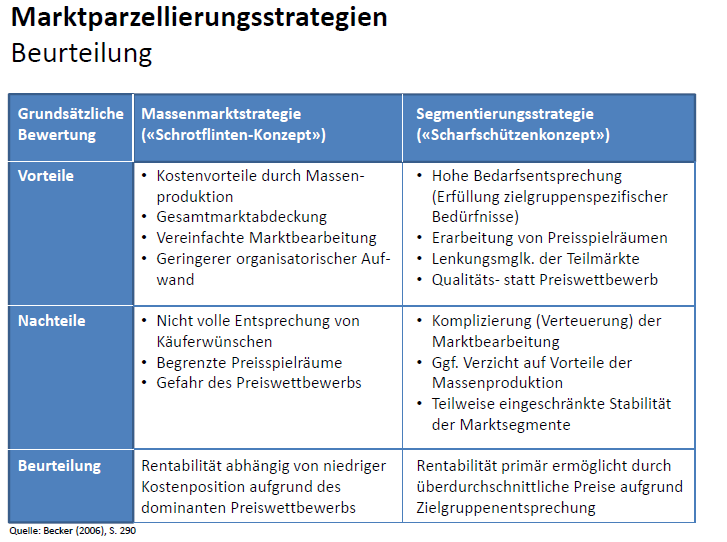 Marktparzellierungsstrategien
Beurteilung
Grundsätzliche
Bewertung
Massenmarktstrategie
(«Schrotflinten-Konzept»)
Segmentierungsstrategie
(«Scharfschützenkonzept»)
Vorteile
• Kostenvorteile durch Massen-
produktion
• Gesamtmarktabdeckung
• Vereinfachte Marktbearbeitung
• Geringerer organisatorischer Auf-
wand
• Hohe Bedarfsentsprechung
(Erfüllung zielgruppenspezifischer
Bedürfnisse)
• Erarbeitung von Preisspielräumen
• Lenkungsmglk. der Teilmärkte
• Qualitäts- statt Preiswettbewerb
Nachteile
• Nicht volle Entsprechung von
Käuferwünschen
• Begrenzte Preisspielräume
• Gefahr des Preiswettbewerbs
• Komplizierung (Verteuerung) der
Marktbearbeitung
• Ggf. Verzicht auf Vorteile der
Massenproduktion
• Teilweise eingeschränkte Stabilität
der Marktsegmente
Beurteilung
Rentabilität abhängig von niedriger
Kostenposition aufgrund des
dominanten Preiswettbewerbs
Rentabilität primär ermöglicht durch
überdurchschnittliche Preise aufgrund
Zielgruppenentsprechung
Quelle: Becker (2006), S. 290